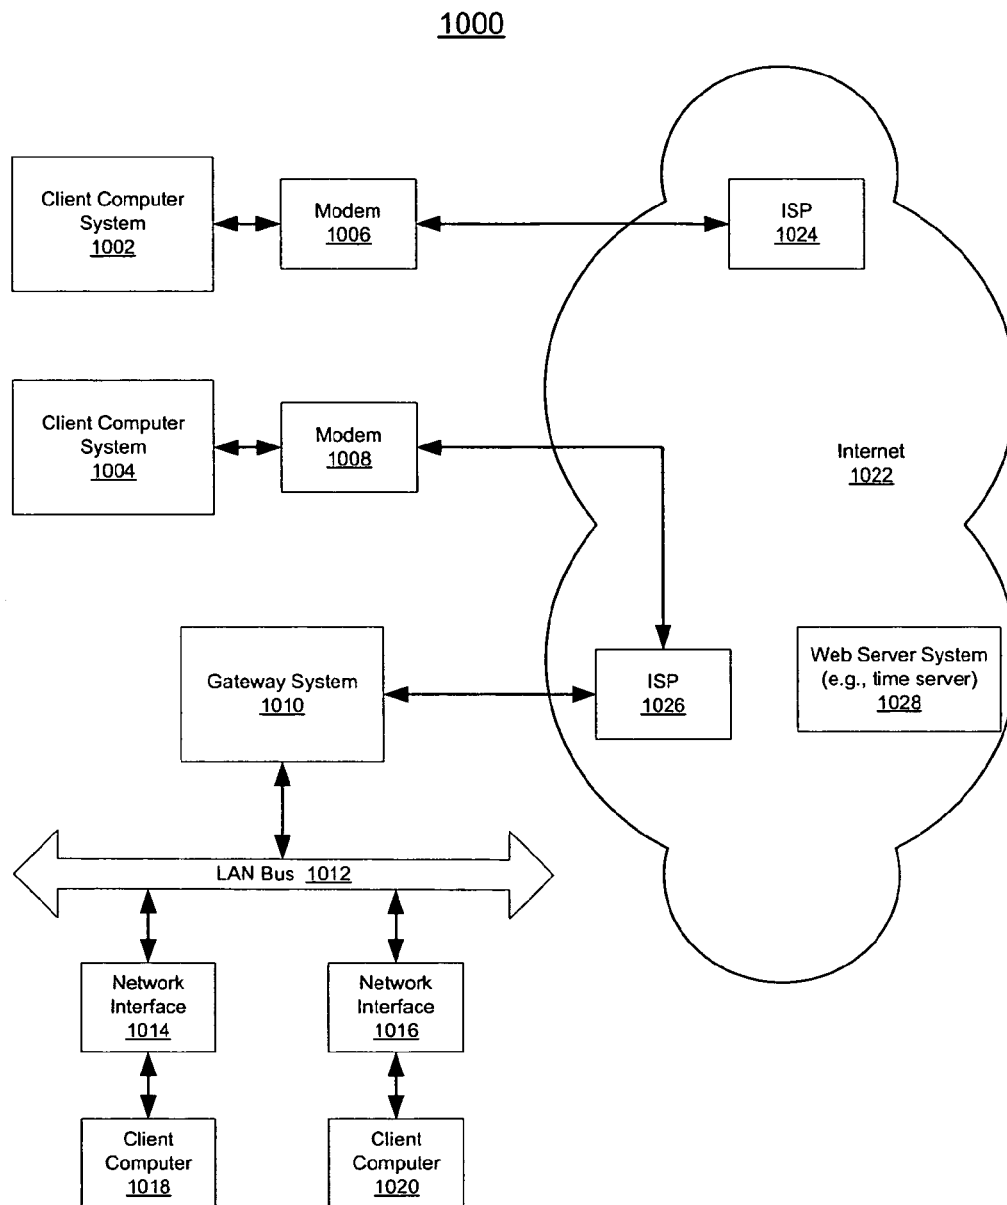 1000
Client Computer
System
1002
Modem
1006
ISP
1024
Client Computer
System
1004
Modem
1008
Internet
1022
Gateway System
1010
ISP
1026
Web Server System
(e.g., time server)
1028
LAN Bus 1012
Network
Interface
1014
Network
Interface
1016
Client
Computer
1018
Client
Computer
1020